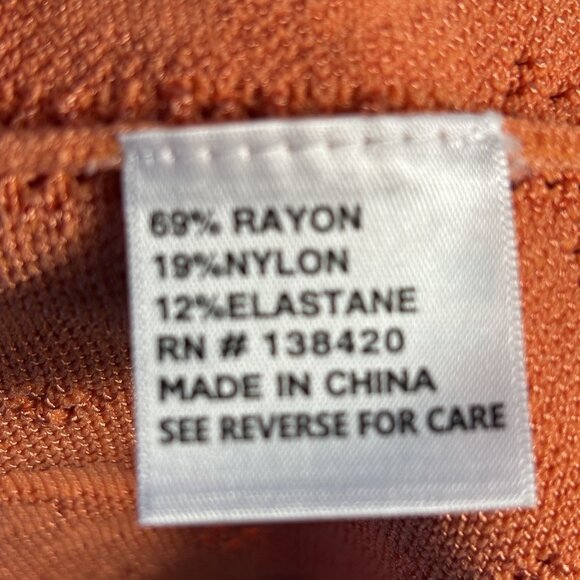 69% RAYON
19%NYLON
12%ELASTANE
RN # 138420
MADE IN CHINA
SEE REVERSE FOR CARE